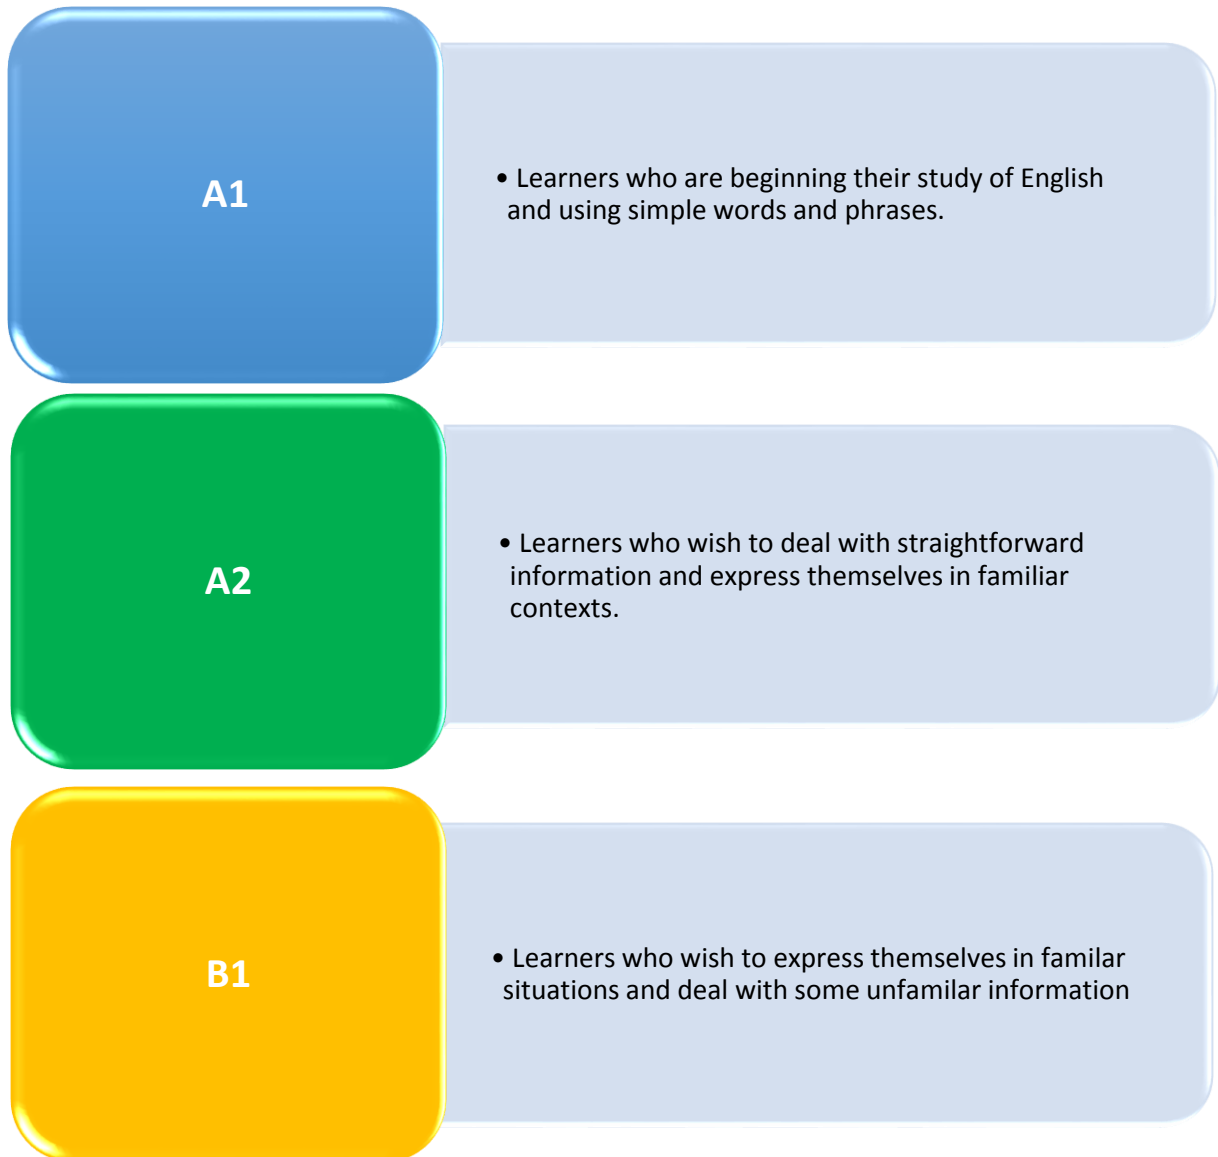 A1
• Learners who are beginning their study of English
and using simple words and phrases.
A2
• Learners who wish to deal with straightforward
information and express themselves in familiar
contexts.
B1
• Learners who wish to express themselves in familar
situations and deal with some unfamilar information